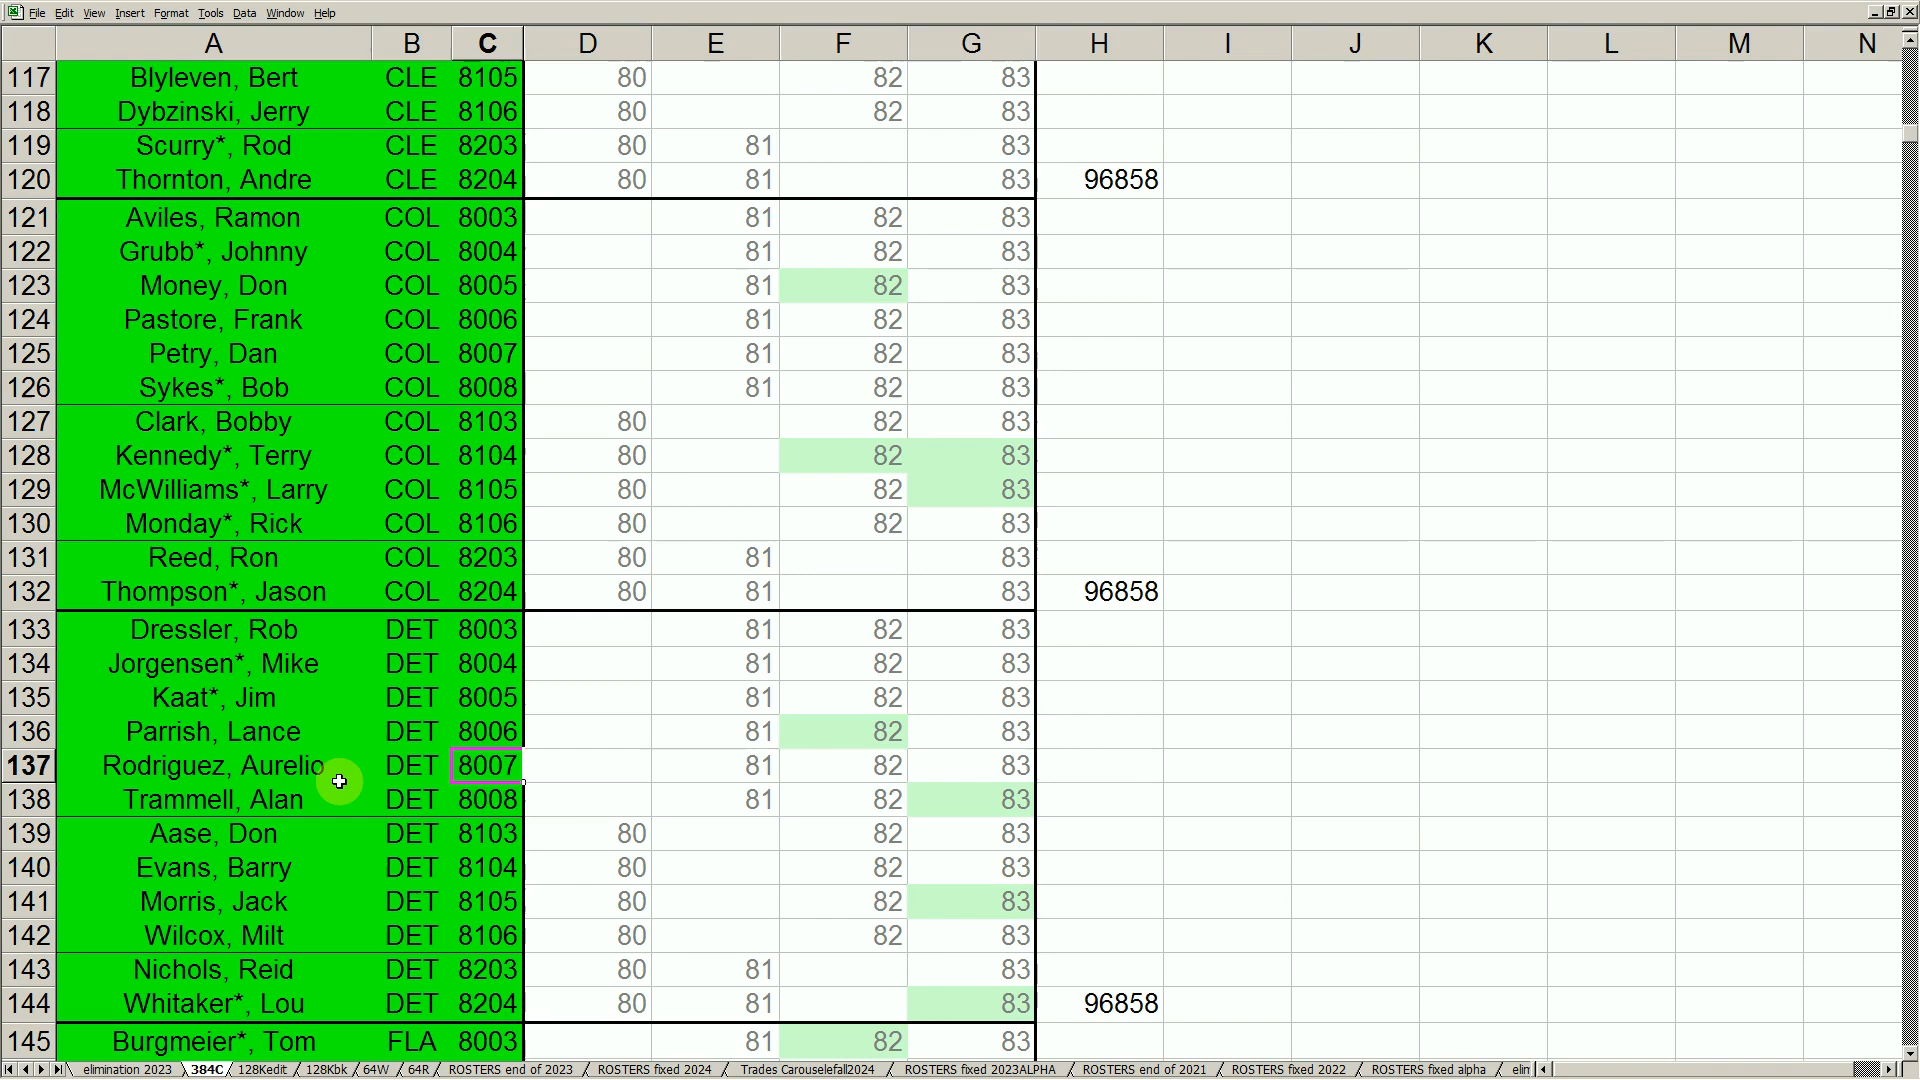 File Edit View Insert Format Tools Data Window Help
A B C D E F G H I J K L M N
117 Blyleven, Bert CLE 8105 80 82 83
118 Dybzinski, Jerry CLE 8106 80 82 83
119 Scurry*, Rod CLE 8203 80 81 83
120 Thornton, Andre CLE 8204 80 81 83 96858
121 Aviles, Ramon COL 8003 81 82 83
122 Grubb*, Johnny COL 8004 81 82 83
123 Money, Don COL 8005 81 82 83
124 Pastore, Frank COL 8006 81 82 83
125 Petry, Dan COL 8007 81 82 83
126 Sykes*, Bob COL 8008 81 82 83
127 Clark, Bobby COL 8103 80 82 83
128 Kennedy*, Terry COL 8104 80 82 83
129 McWilliams*, Larry COL 8105 80 82 83
130 Monday*, Rick COL 8106 80 82 83
131 Reed, Ron COL 8203 80 81 83
132 Thompson*, Jason COL 8204 80 81 83 96858
133 Dressler, Rob DET 8003 81 82 83
134 Jorgensen*, Mike DET 8004 81 82 83
135 Kaat*, Jim DET 8005 81 82 83
136 Parrish, Lance DET 8006 81 82 83
137 Rodriguez, Aurelio DET 8007 81 82 83
138 Trammell, Alan DET 8008 81 82 83
139 Aase, Don DET 8103 80 82 83
140 Evans, Barry DET 8104 80 82 83
141 Morris, Jack DET 8105 80 82 83
142 Wilcox, Milt DET 8106 80 82 83
143 Nichols, Reid DET 8203 80 81 83
144 Whitaker*, Lou DET 8204 80 81 83 96858
145 Burgmeier*, Tom FLA 8003 81 82 83
elimination 2023 384C 128Kedit 128Kbk 64W 64R ROSTERS end of 2023 ROSTERS fixed 2024 Trades Carouselefall2024 ROSTERS fixed 2023ALPHA ROSTERS end of 2021 ROSTERS fixed 2022 ROSTERS fixed alpha